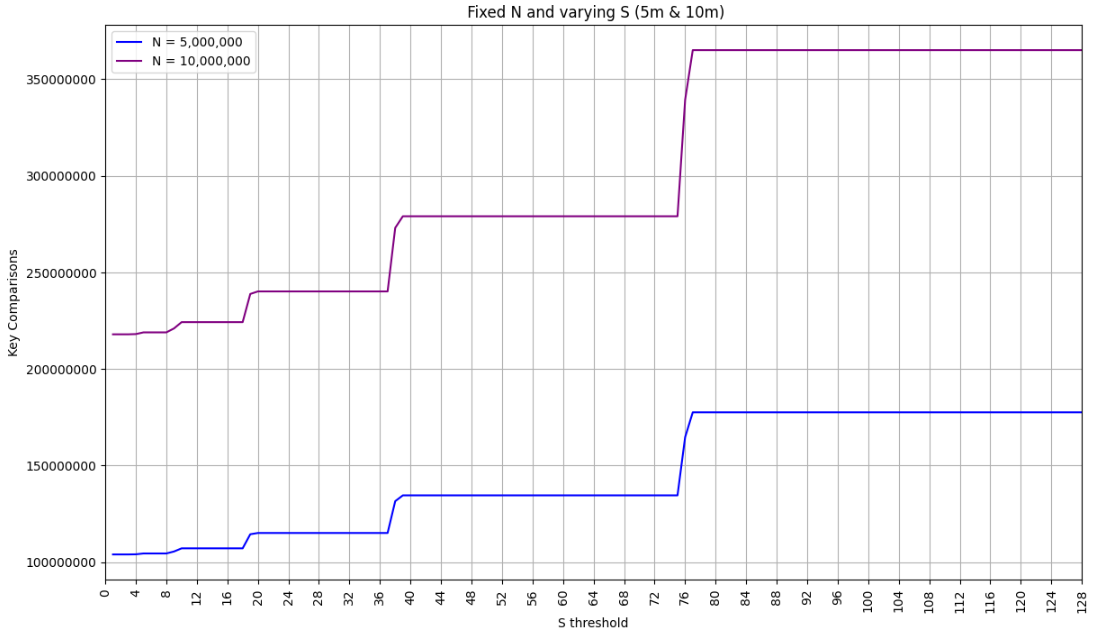 Fixed N and varying S (5m & 10m)
N = 5,000,000
N = 10,000,000
Key Comparisons
350000000
300000000
250000000
200000000
150000000
100000000
0 4 8 12 16 20 24 28 32 36 40 44 48 52 56 60 64 68 72 76 80 84 88 92 96 100 104 108 112 116 120 124 128
S threshold